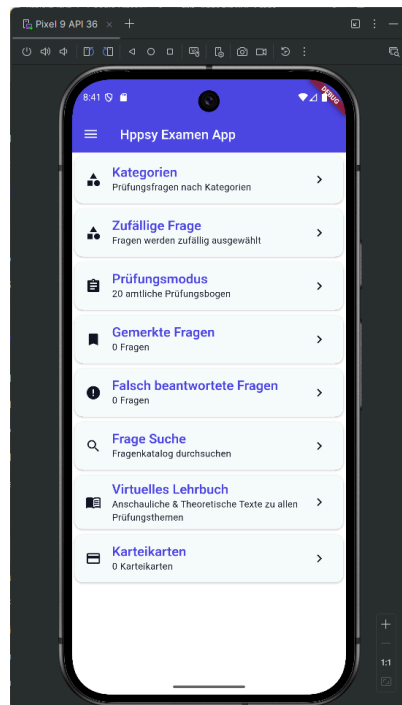 Pixel 9 API 36
8:41
DEBUG
Hppsy Examen App
Kategorien
Prüfungsfragen nach Kategorien
Zufällige Frage
Fragen werden zufällig ausgewählt
Prüfungsmodus
20 amtliche Prüfungsbogen
Gemerkte Fragen
0 Fragen
Falsch beantwortete Fragen
0 Fragen
Frage Suche
Fragenkatalog durchsuchen
Virtuelles Lehrbuch
Anschauliche & Theoretische Texte zu allen
Prüfungsthemen
Karteikarten
0 Karteikarten
1:1